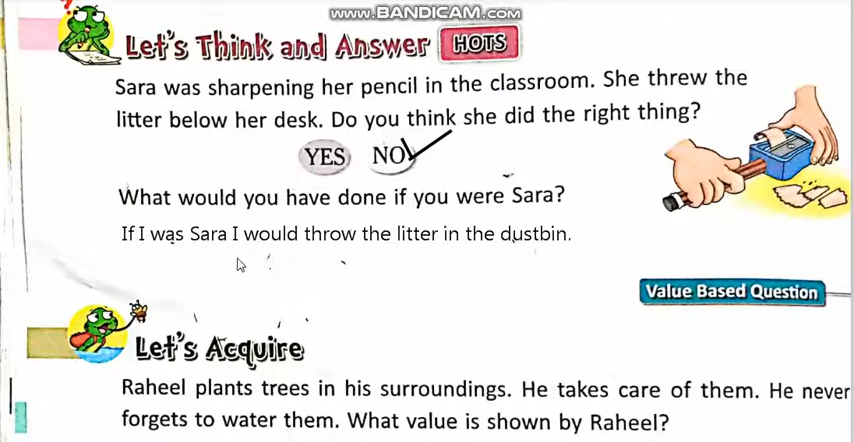 www.BANDICAM.com
Let's Think and Answer HOTS
Sara was sharpening her pencil in the classroom. She threw the
litter below her desk. Do you think she did the right thing?
YES NO
What would you have done if you were Sara?
If I was Sara I would throw the litter in the dustbin.
Value Based Question
Let's Acquire
Raheel plants trees in his surroundings. He takes care of them. He never
forgets to water them. What value is shown by Raheel?